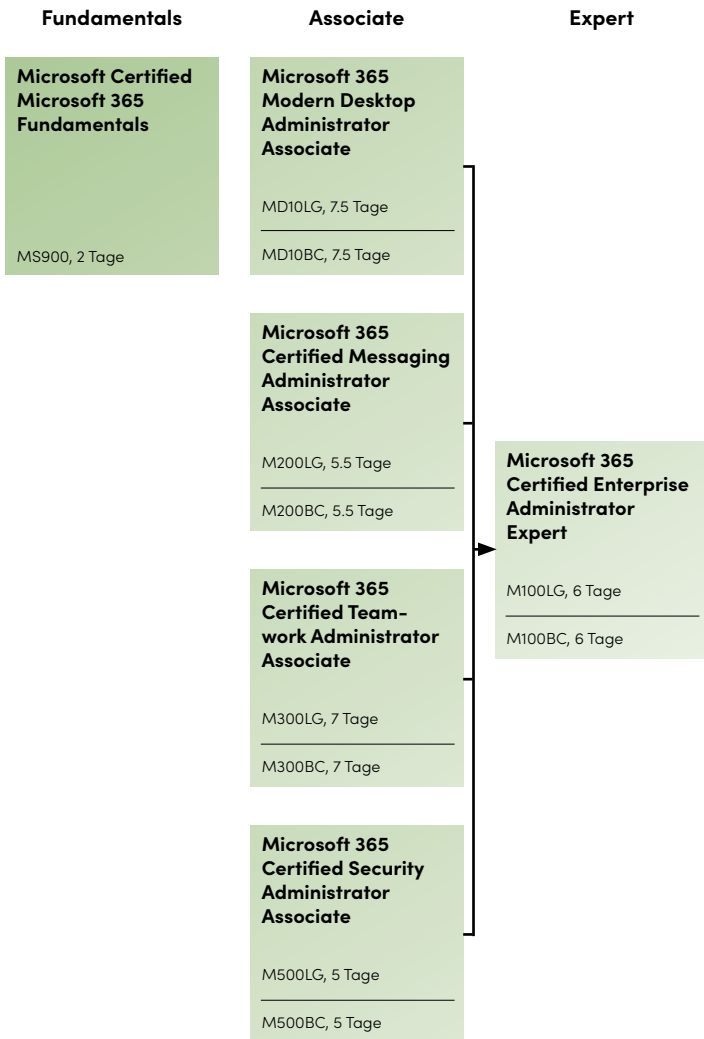 Fundamentals
Associate
Expert
Microsoft Certified
Microsoft 365
Fundamentals
MS900, 2 Tage
Microsoft 365
Modern Desktop
Administrator
Associate
MD10LG, 7.5 Tage
MD10BC, 7.5 Tage
Microsoft 365
Certified Messaging
Administrator
Associate
M200LG, 5.5 Tage
M200BC, 5.5 Tage
Microsoft 365
Certified Team-
work Administrator
Associate
M300LG, 7 Tage
M300BC, 7 Tage
Microsoft 365
Certified Security
Administrator
Associate
M500LG, 5 Tage
M500BC, 5 Tage
Microsoft 365
Certified Enterprise
Administrator
Expert
M100LG, 6 Tage
M100BC, 6 Tage